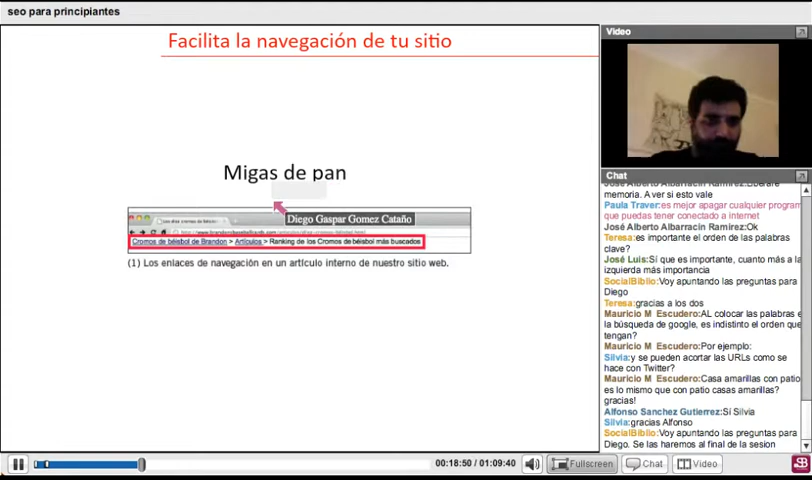 seo para principiantes
Facilita la navegación de tu sitio
Migas de pan
Diego Gaspar Gomez Cataño
Cromos de béisbol de Brandon > Artículos > Ranking de los Cromos de béisbol más buscados
(1) Los enlaces de navegación en un artículo interno de nuestro sitio web.
Video
Chat
José Alberto Albarracin Ramirez:liberare
memoria. A ver si esto vale
Paula Traver:es mejor apagar cualquier program
que puedas tener conectado a internet
José Alberto Albarracin Ramirez:Ok
Teresa:es importante el orden de las palabras
clave?
José Luis:Sí que es importante, cuanto más a la
izquierda más importancia
SocialBiblio:Voy apuntando las preguntas para
Diego
Teresa:gracias a los dos
Mauricio M Escudero:AL colocar las palabras e
la búsqueda de google, es indistinto el orden que
tengan?
Mauricio M Escudero:Por ejemplo:
Silvia:y se pueden acortar las URLs como se
hace con Twitter?
Mauricio M Escudero:Casa amarillas con patio
es lo mismo que con patio casas amarillas?
gracias!
Alfonso Sanchez Gutierrez:Sí Silvia
Silvia:gracias Alfonso
SocialBiblio:Voy apuntando las preguntas para
Diego. Se las haremos al final de la sesion
00:18:50 / 01:09:40
Fullscreen
Chat
Video